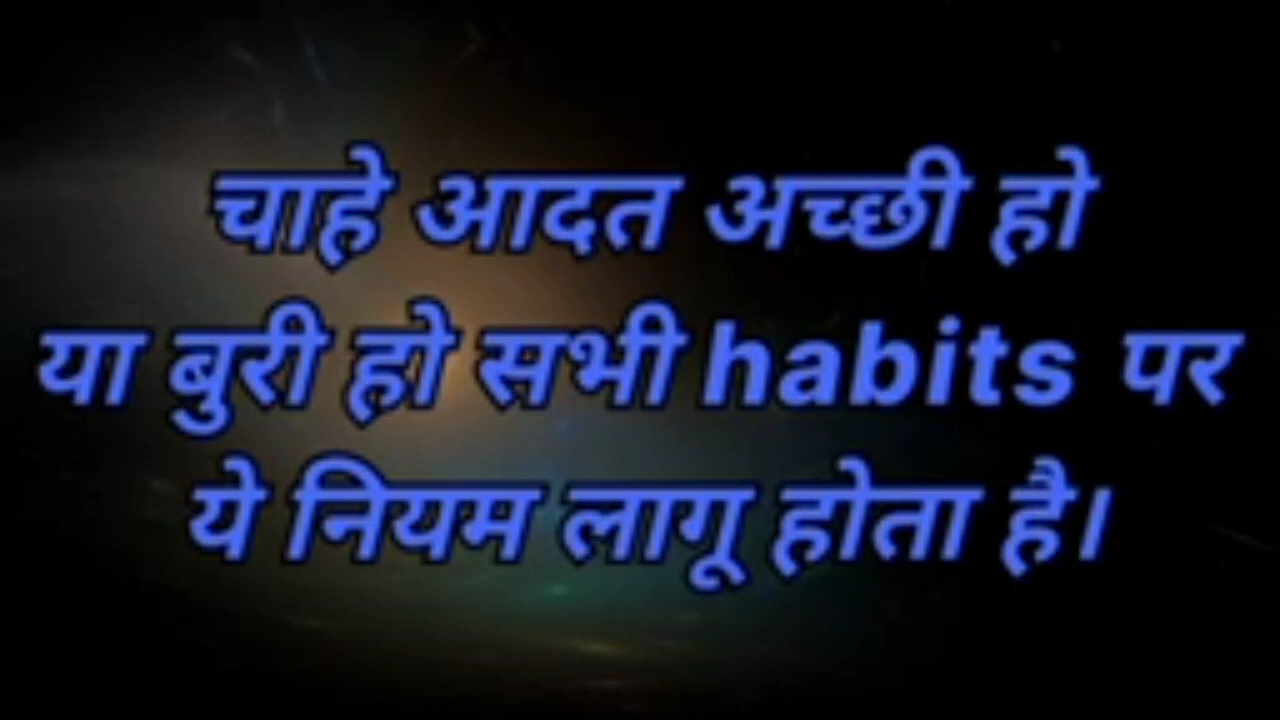 चाहे आदत अच्छी हो
या बुरी हो सभी habits पर
ये नियम लागू होता है।